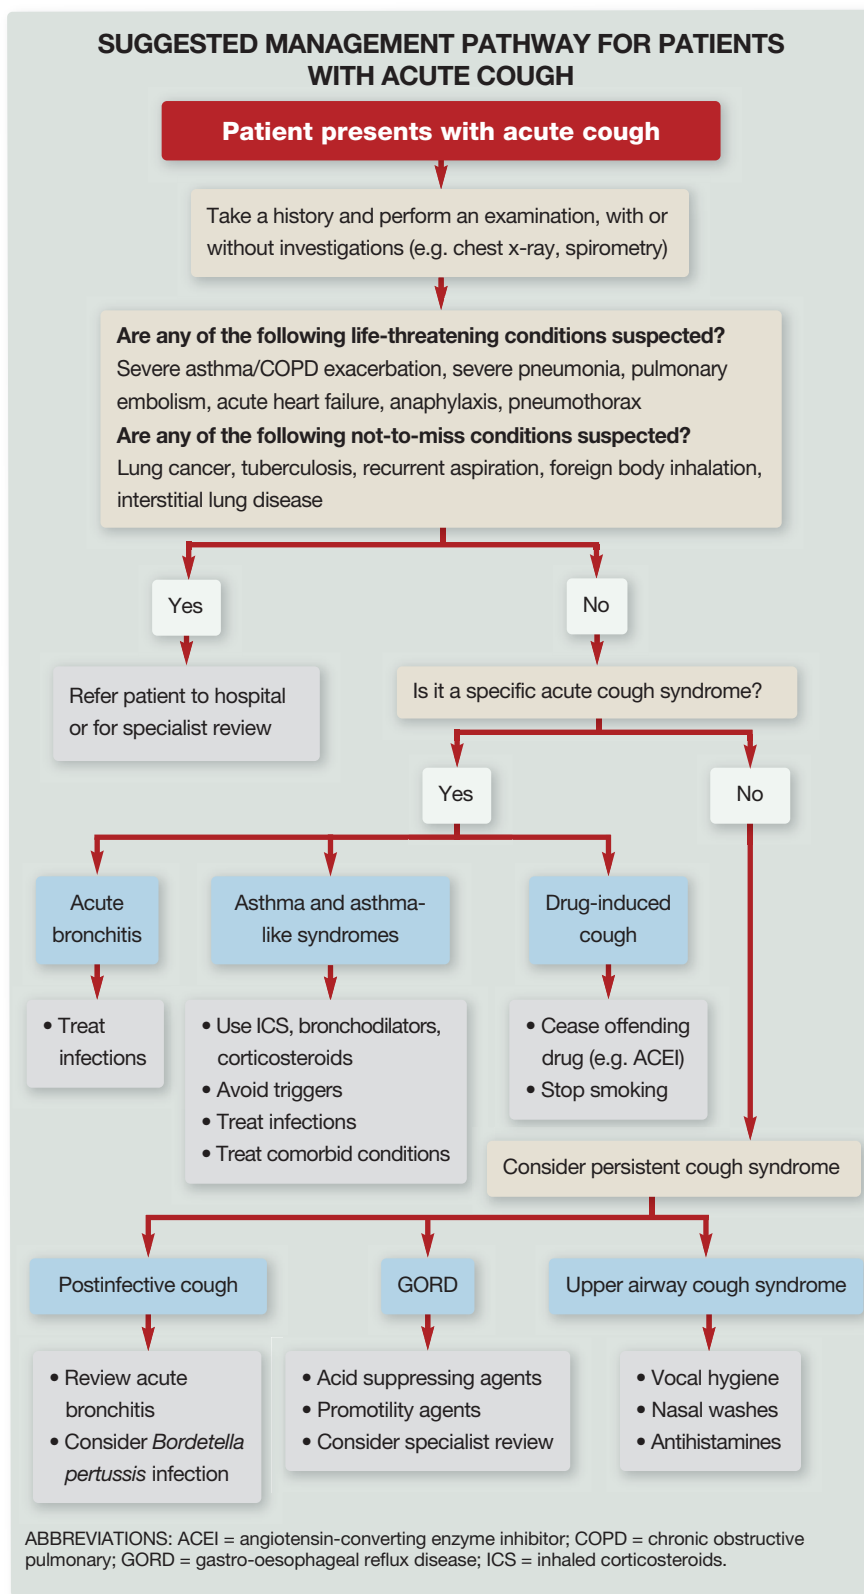 SUGGESTED MANAGEMENT PATHWAY FOR PATIENTS
WITH ACUTE COUGH
Patient presents with acute cough
Take a history and perform an examination, with or
without investigations (e.g. chest x-ray, spirometry)
Are any of the following life-threatening conditions suspected?
Severe asthma/COPD exacerbation, severe pneumonia, pulmonary
embolism, acute heart failure, anaphylaxis, pneumothorax
Are any of the following not-to-miss conditions suspected?
Lung cancer, tuberculosis, recurrent aspiration, foreign body inhalation,
interstitial lung disease
Yes
No
Refer patient to hospital
or for specialist review
Is it a specific acute cough syndrome?
Yes
No
Acute
bronchitis
Asthma and asthma-
like syndromes
Drug-induced
cough
• Treat
infections
• Use ICS, bronchodilators,
corticosteroids
• Avoid triggers
• Treat infections
• Treat comorbid conditions
• Cease offending
drug (e.g. ACEI)
• Stop smoking
Consider persistent cough syndrome
Postinfective cough
GORD
Upper airway cough syndrome
• Review acute
bronchitis
• Consider Bordetella
pertussis infection
• Acid suppressing agents
• Promotility agents
• Consider specialist review
• Vocal hygiene
• Nasal washes
• Antihistamines
ABBREVIATIONS: ACEI = angiotensin-converting enzyme inhibitor; COPD = chronic obstructive
pulmonary; GORD = gastro-oesophageal reflux disease; ICS = inhaled corticosteroids.